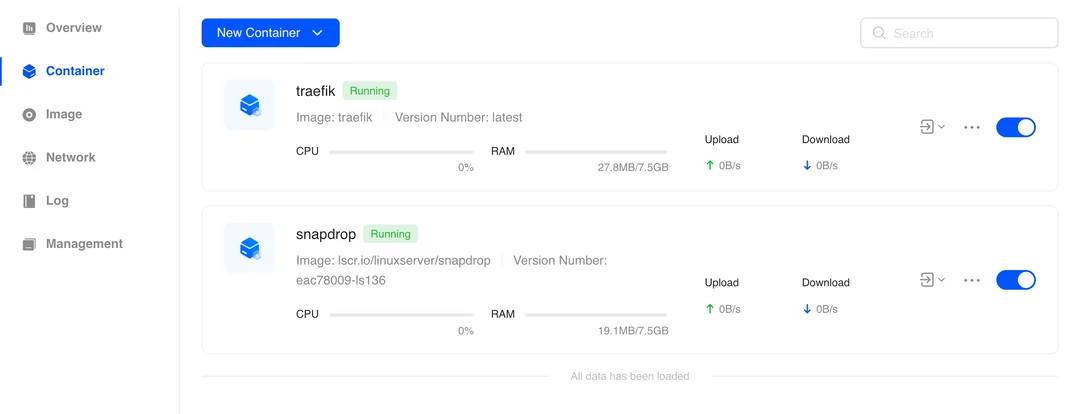 Overview
Container
Image
Network
Log
Management
New Container
Search
traefik Running
Image: traefik Version Number: latest
CPU 0% RAM 27.8MB/7.5GB
Upload Download
0B/s 0B/s
snapdrop Running
Image: lscr.io/linuxserver/snapdrop Version Number:
eac78009-ls136
CPU 0% RAM 19.1MB/7.5GB
Upload Download
0B/s 0B/s
All data has been loaded